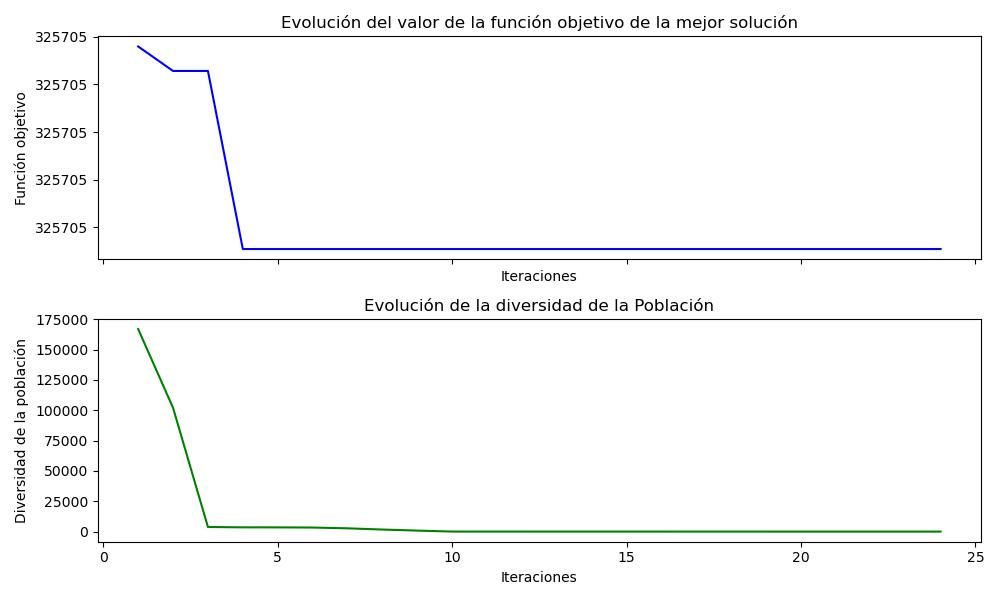 Evolución del valor de la función objetivo de la mejor solución
325705
325705
325705
325705
325705
Función objetivo
Iteraciones
Evolución de la diversidad de la Población
175000
150000
125000
100000
75000
50000
25000
0
Diversidad de la población
0 5 10 15 20 25
Iteraciones